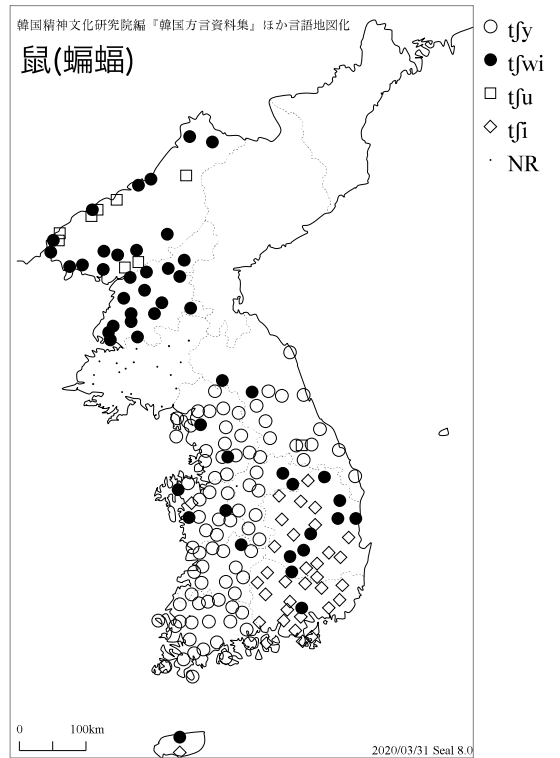 韓国精神文化研究院編『韓国方言資料集』ほか言語地図化
鼠(蝙蝠)
tʃy
tʃwi
tʃu
tʃi
NR
0 100km
2020/03/31 Seal 8.0